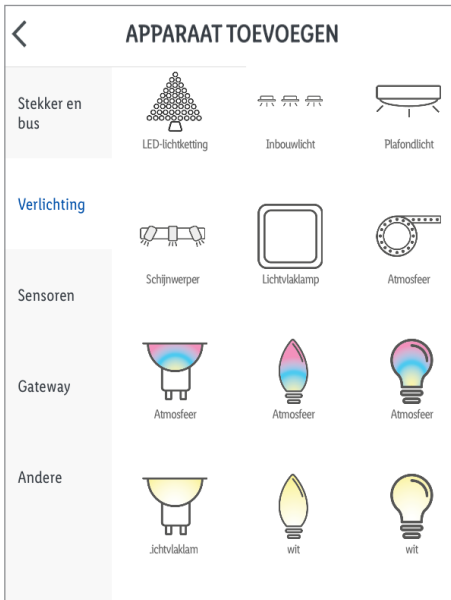 APPARAAT TOEVOEGEN
Stekker en
bus
Verlichting
Sensoren
Gateway
Andere
LED-lichtketting
Inbouwlicht
Plafondlicht
Schijnwerper
Lichtvlaklamp
Atmosfeer
Atmosfeer
Atmosfeer
Atmosfeer
.ichtvlaklam
wit
wit